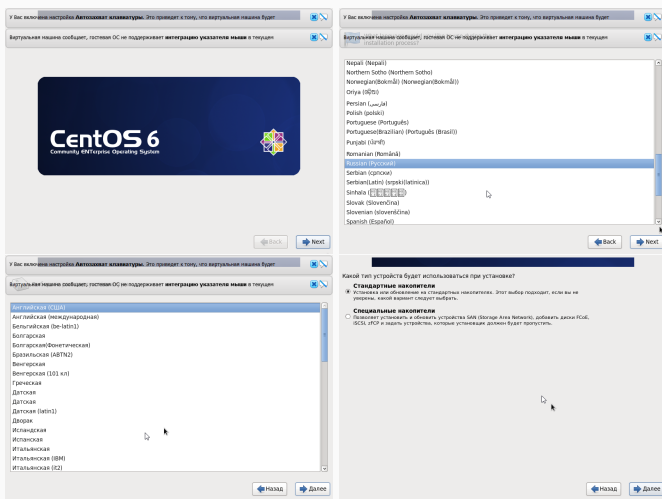 У Вас включена настройка Автозахват клавиатуры. Это приведет к тому, что виртуальная машина будет
Виртуальная машина сообщает, гостевая ОС не поддерживает интеграцию указателя мыши в текущем
CentOS 6
Community ENTerprise Operating System
Back
Next
У Вас включена настройка Автозахват клавиатуры. Это приведет к тому, что виртуальная машина будет
Виртуальная машина сообщает, гостевая ОС не поддерживает интеграцию указателя мыши в текущем
installation process?
Nepali (Nepali)
Northern Sotho (Northern Sotho)
Norwegian(Bokmål) (Norwegian(Bokmål))
Oriya (ଓଡ଼ିଆ)
Persian (فارسی)
Polish (polski)
Portuguese (Português)
Portuguese(Brazilian) (Português (Brasil))
Punjabi (ਪੰਜਾਬੀ)
Romanian (Română)
Russian (Русский)
Serbian (српски)
Serbian(Latin) (srpski(latinica))
Sinhala
Slovak (Slovenčina)
Slovenian (slovenščina)
Spanish (Español)
Back
Next
У Вас включена настройка Автозахват клавиатуры. Это приведет к тому, что виртуальная машина будет
Виртуальная машина сообщает, гостевая ОС не поддерживает интеграцию указателя мыши в текущем
Английская (США)
Английская (международная)
Бельгийская (be-latin1)
Болгарская
Болгарская(Фонетическая)
Бразильская (ABTN2)
Венгерская
Венгерская (101 кл)
Греческая
Датская
Датская
Датская (latin1)
Дворак
Исландская
Испанская
Итальянская
Итальянская (IBM)
Итальянская (it2)
Назад
Далее
Какой тип устройств будет использоваться при установке?
Стандартные накопители
Установка или обновление на стандартных накопителях. Этот выбор подходит, если вы не
уверены, какой вариант следует выбрать.
Специальные накопители
Позволяет установить и обновить устройства SAN (Storage Area Network), добавить диски FCoE,
iSCSI, zFCP и задать устройства, которые установщик должен будет пропустить.
Назад
Далее